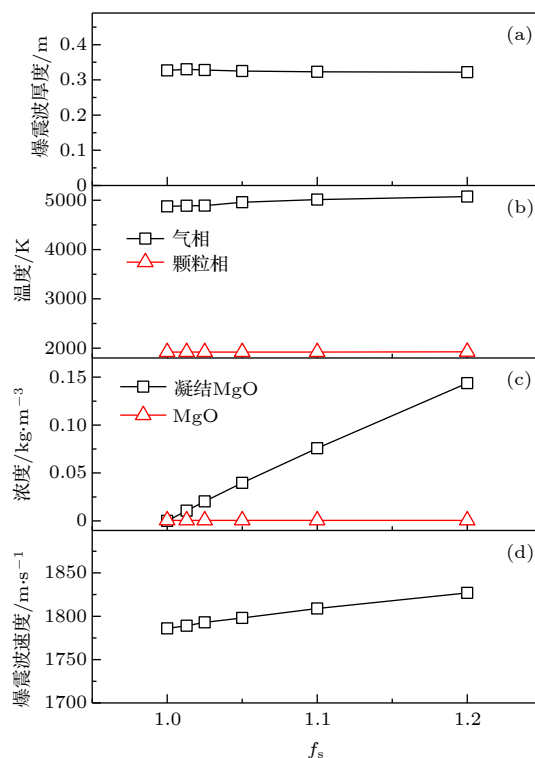 (a)
0.4
0.3
0.2
0.1
0
爆震波厚度/m
(b)
5000
4000
3000
2000
温度/K
气相
颗粒相
(c)
0.15
0.10
0.05
0
浓度/kg·m⁻³
凝结MgO
MgO
(d)
1850
1800
1750
1700
爆震波速度/m·s⁻¹
1.0 1.1 1.2
fₛ